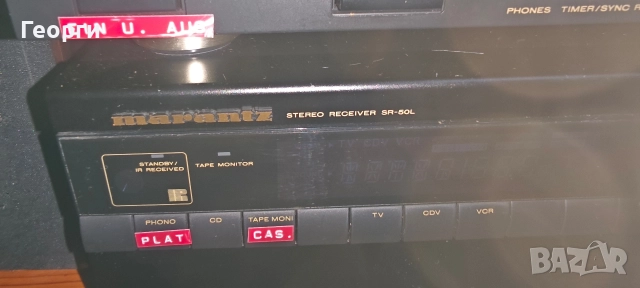 Георги
EIN U. AUS
PHONES TIMER/SYNC R
marantz STEREO RECEIVER SR-50L
STANDBY/
IR RECEIVED
TAPE MONITOR
PHONO CD TAPE MONI TV CDV VCR
PLAT CAS.
BAZAR